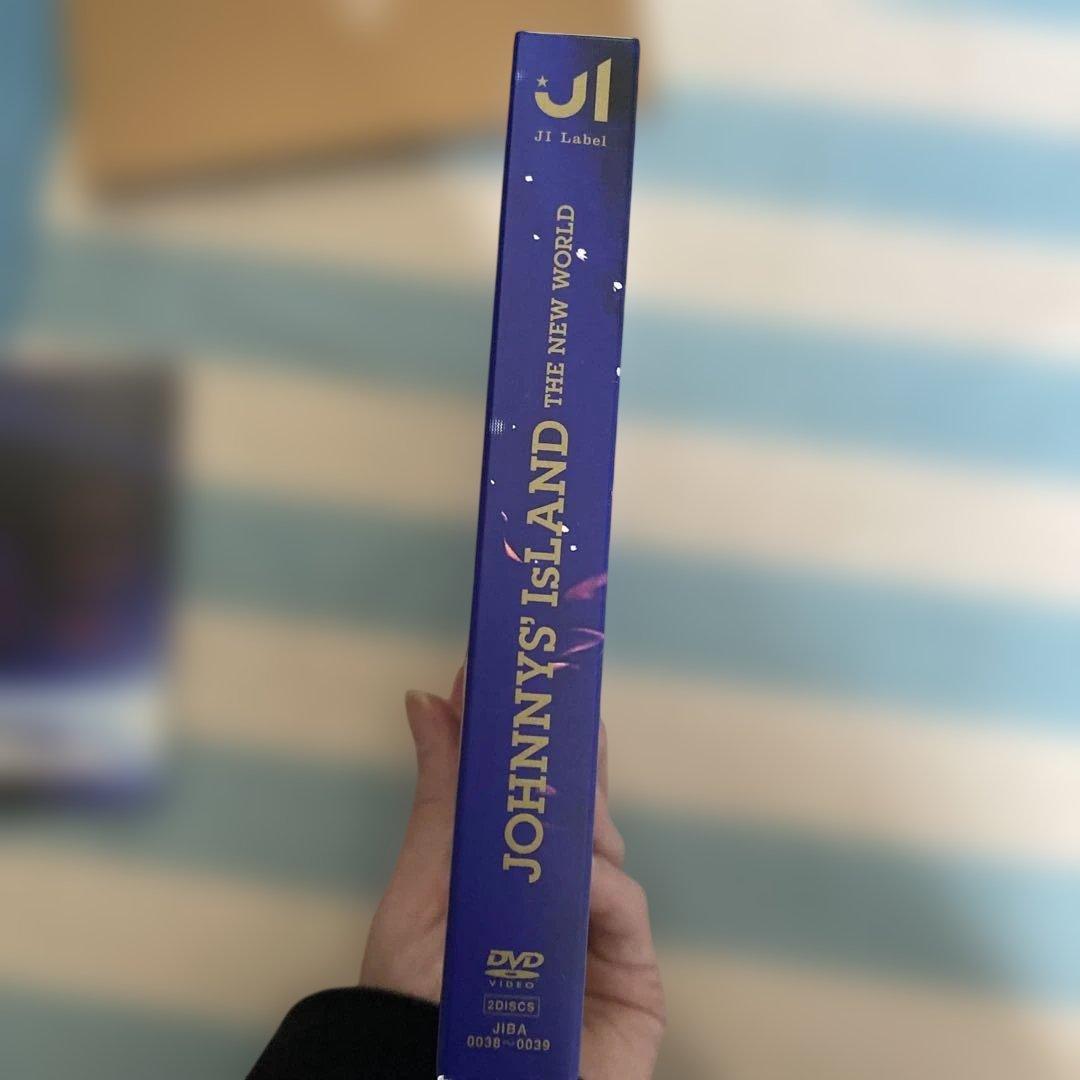 JI
JI Label
JOHNNYS' IsLAND THE NEW WORLD
DVD
VIDEO
2DISCS
JIBA
0038~0039